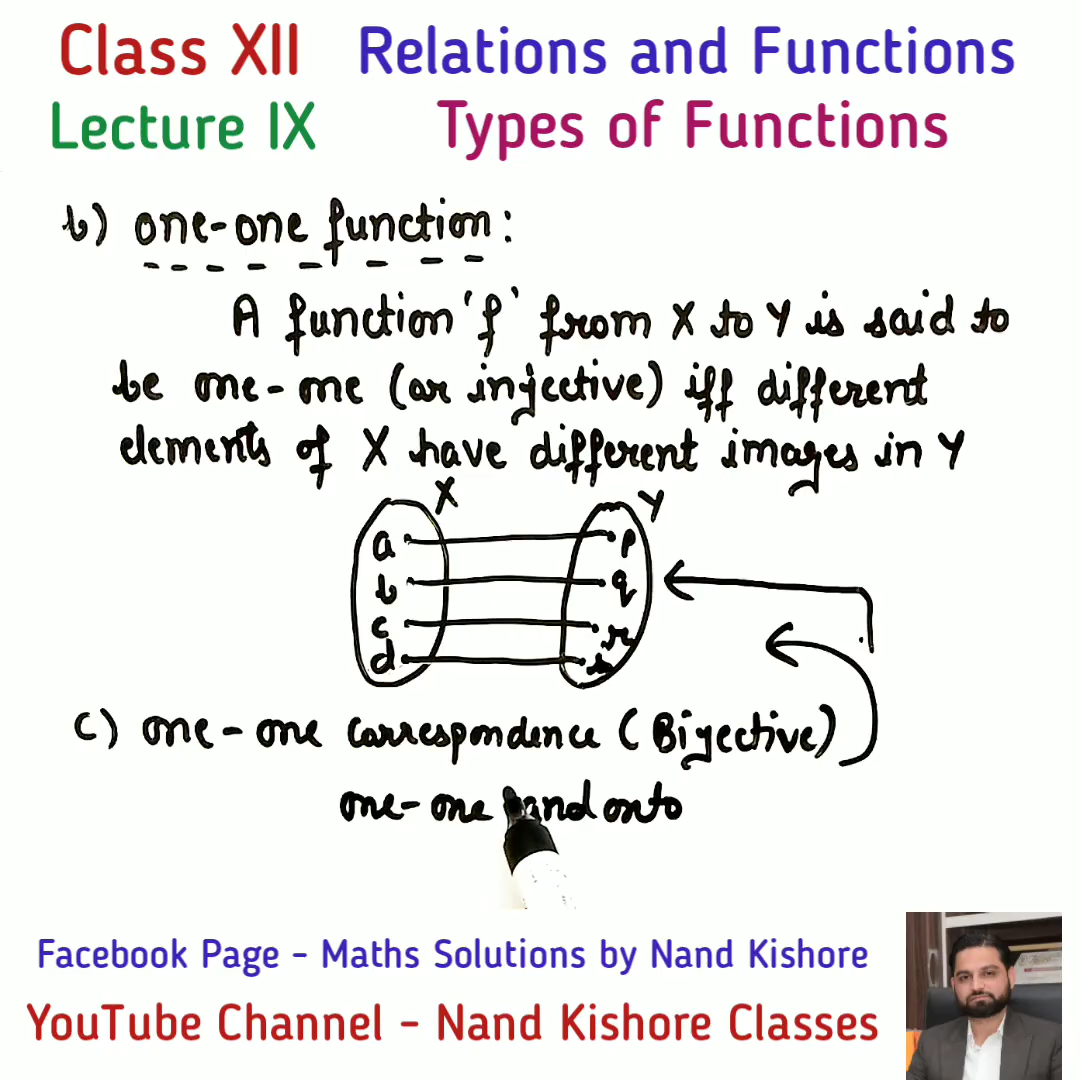 Class XII Relations and Functions
Lecture IX Types of Functions
b) one-one function:
A function 'f' from X to Y is said to
be one-one (or injective) iff different
elements of X have different images in Y
X Y
a p
b q
c r
d s
c) one-one correspondence (Bijective)
one-one and onto
Facebook Page - Maths Solutions by Nand Kishore
YouTube Channel - Nand Kishore Classes